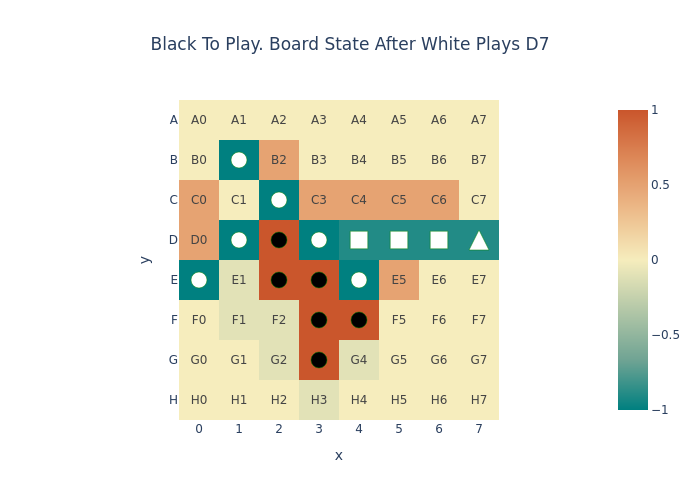 Black To Play. Board State After White Plays D7
A A0 A1 A2 A3 A4 A5 A6 A7
B B0 B2 B3 B4 B5 B6 B7
C C0 C1 C3 C4 C5 C6 C7
D D0
E E1 E5 E6 E7
F F0 F1 F2 F5 F6 F7
G G0 G1 G2 G4 G5 G6 G7
H H0 H1 H2 H3 H4 H5 H6 H7
0 1 2 3 4 5 6 7
x
y
1
0.5
0
−0.5
−1